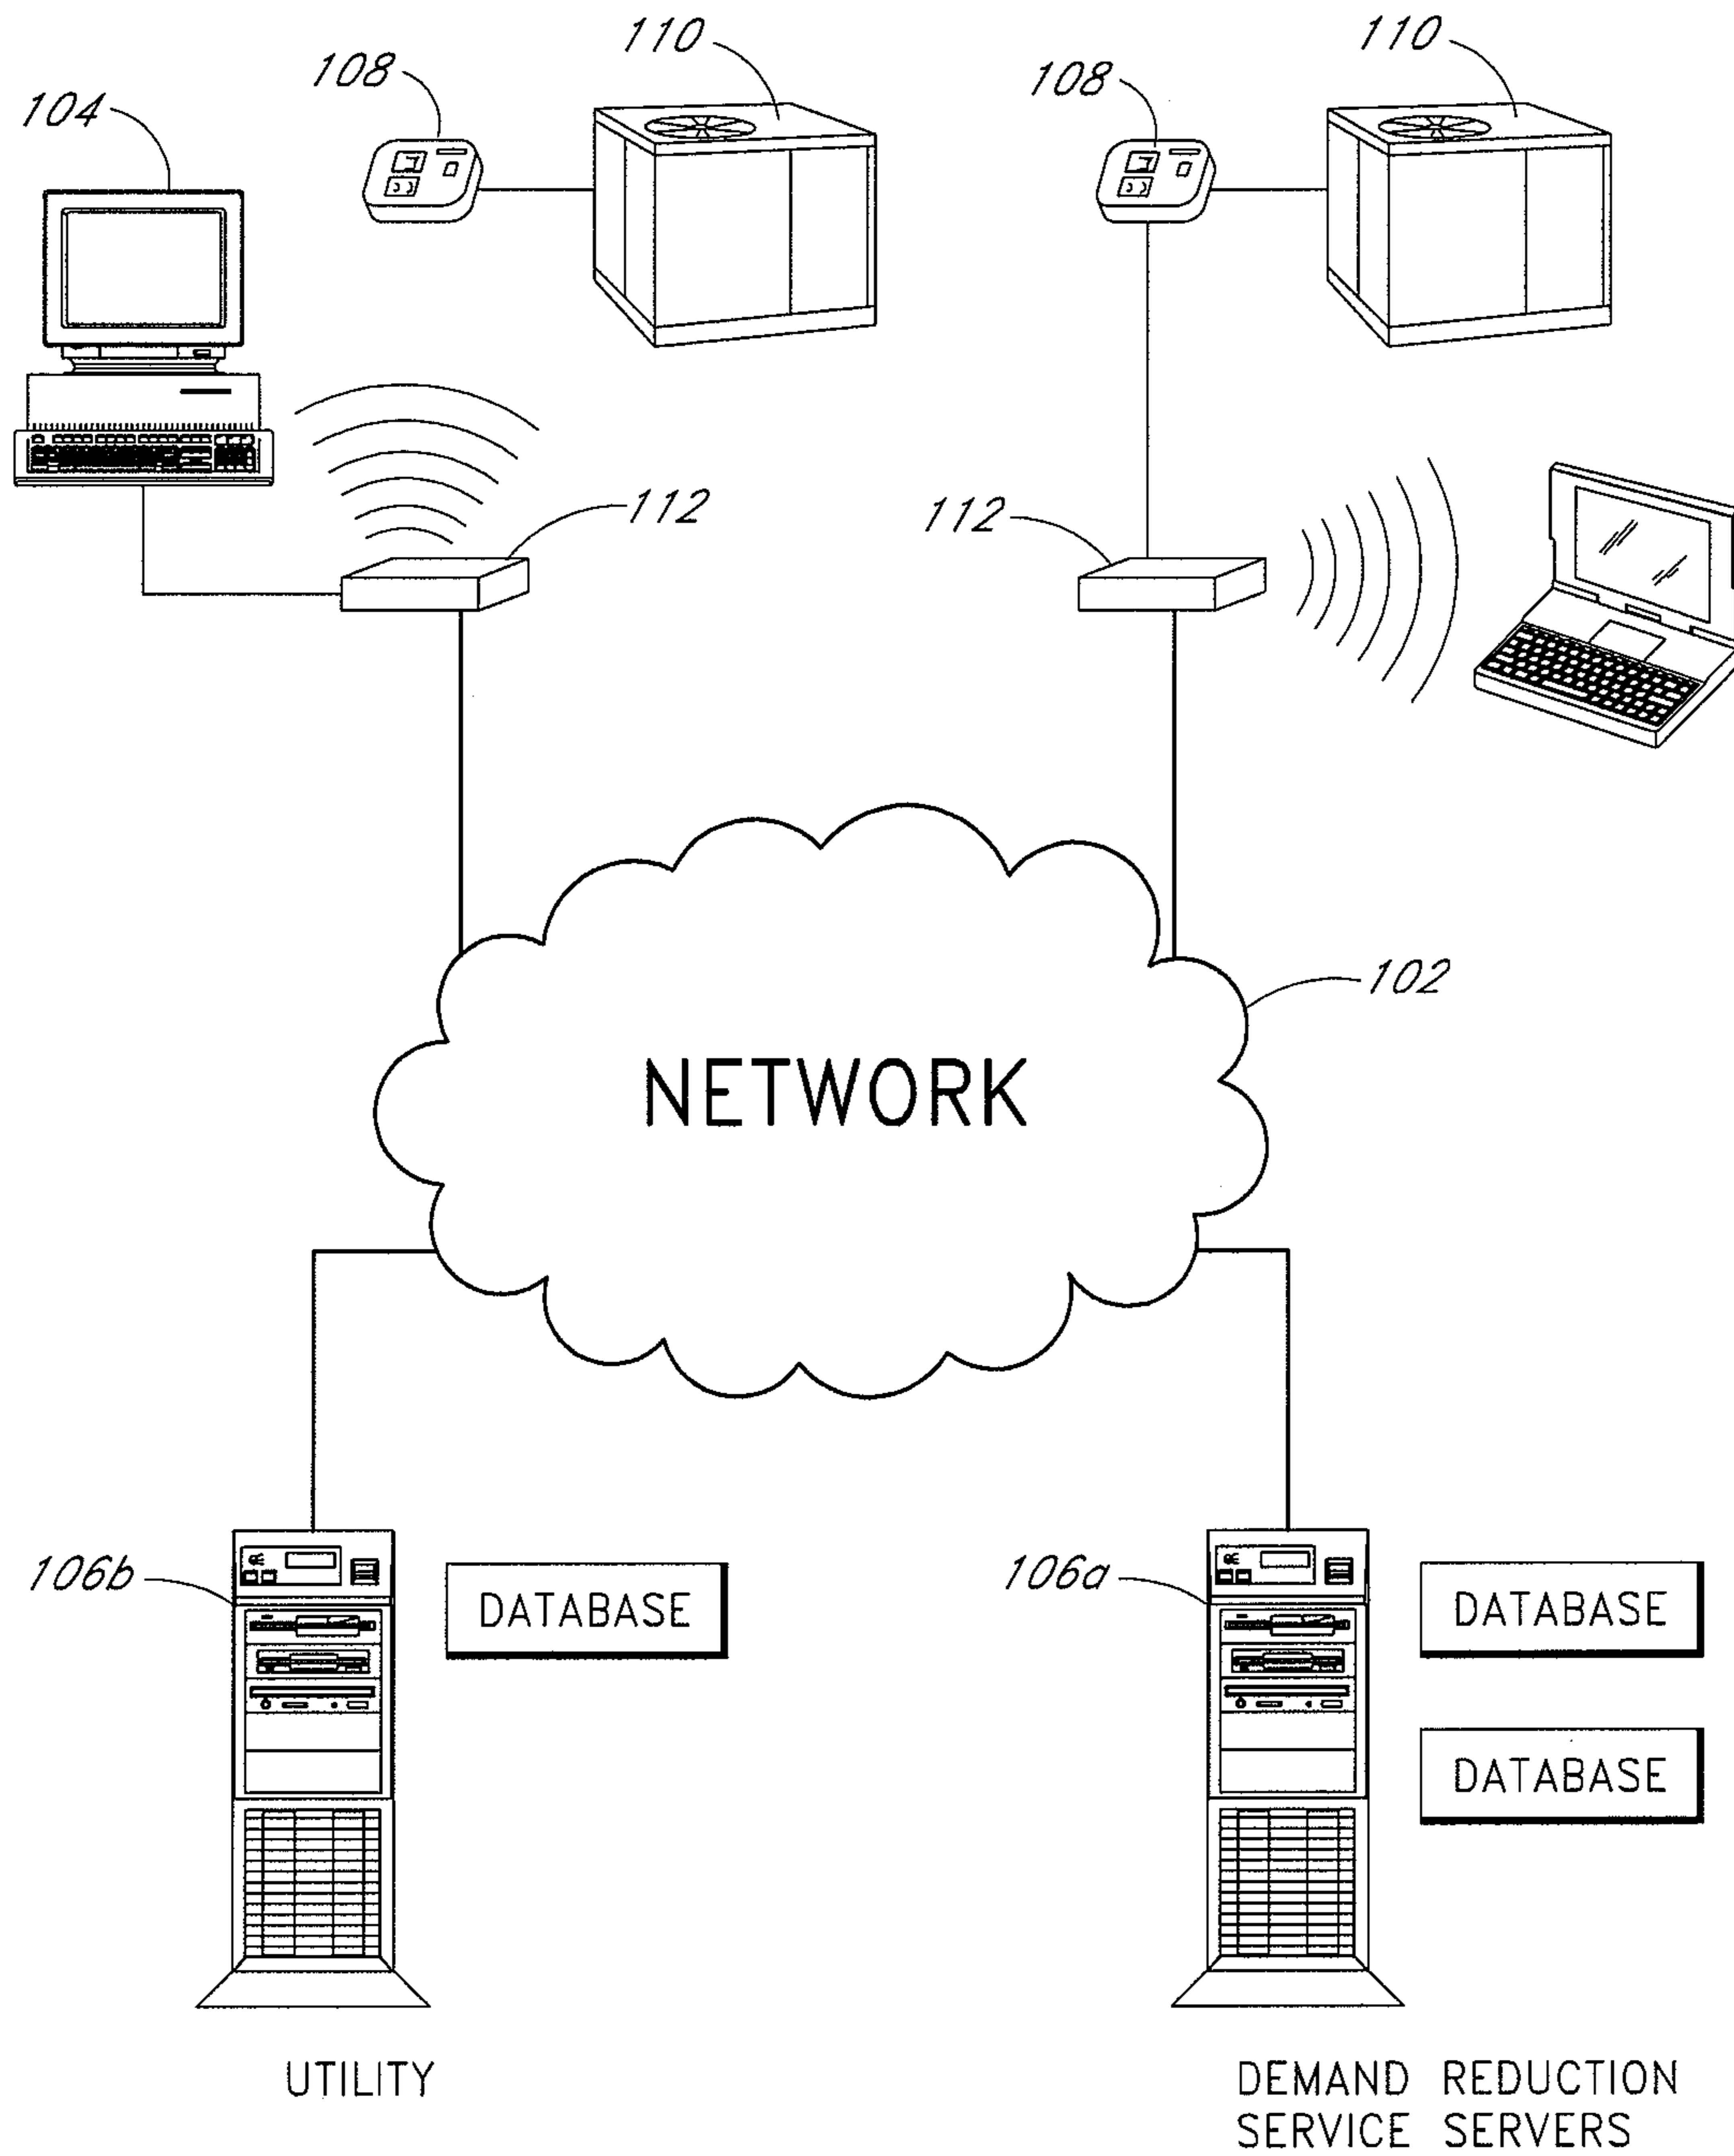 110
110
108
108
104
112
112
102
NETWORK
106b
DATABASE
106a
DATABASE
DATABASE
UTILITY
DEMAND REDUCTION
SERVICE SERVERS